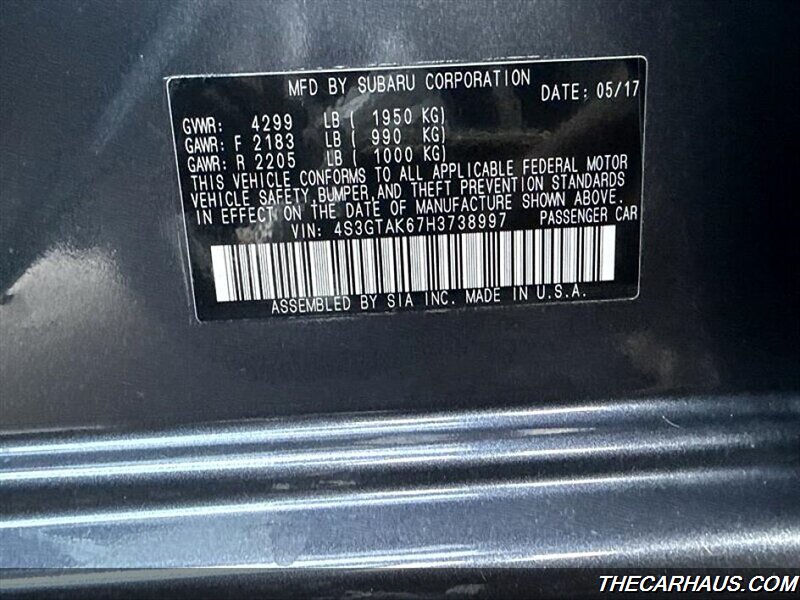 MFD BY SUBARU CORPORATION DATE: 05/17
GVWR: 4299 LB ( 1950 KG)
GAWR: F 2183 LB ( 990 KG)
GAWR: R 2205 LB ( 1000 KG)
THIS VEHICLE CONFORMS TO ALL APPLICABLE FEDERAL MOTOR
VEHICLE SAFETY,BUMPER,AND THEFT PREVENTION STANDARDS
IN EFFECT ON THE DATE OF MANUFACTURE SHOWN ABOVE.
VIN: 4S3GTAK67H3738997 PASSENGER CAR
ASSEMBLED BY SIA INC. MADE IN U.S.A.
THECARHAUS.COM